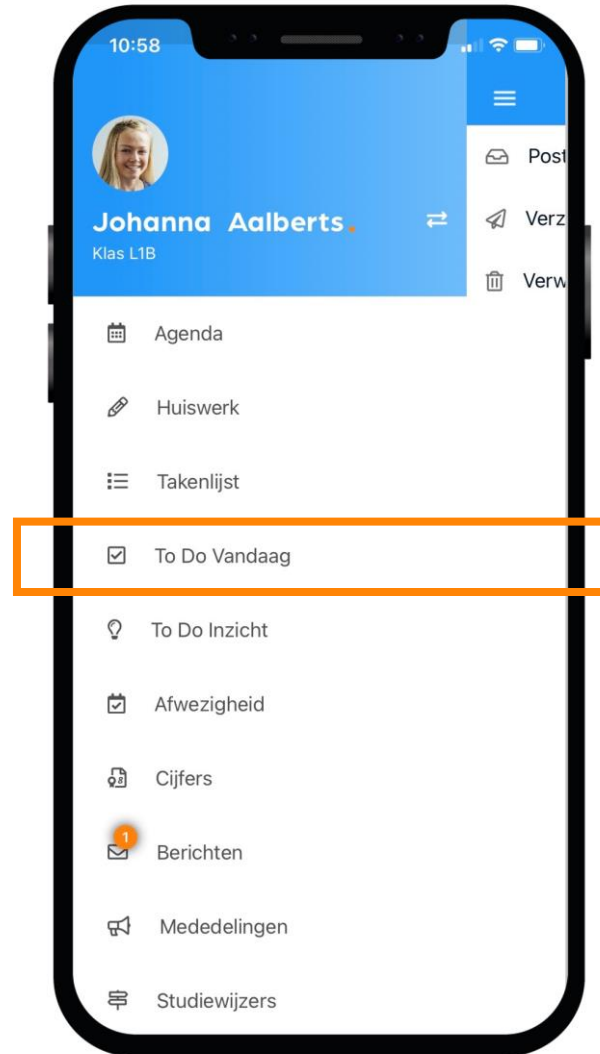 10:58
Johanna Aalberts.
Klas L1B
Post
Verz
Verw
Agenda
Huiswerk
Takenlijst
To Do Vandaag
To Do Inzicht
Afwezigheid
Cijfers
1
Berichten
Mededelingen
Studiewijzers